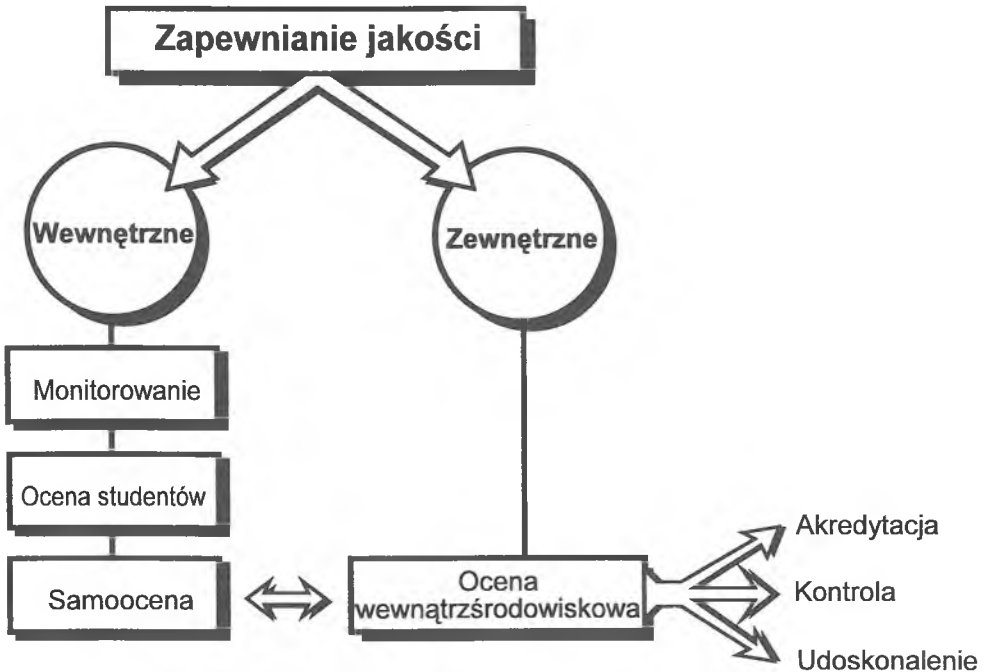 Zapewnianie jakości
Wewnętrzne
Zewnętrzne
Monitorowanie
Ocena studentów
Samoocena
Ocena
wewnątrzśrodowiskowa
Akredytacja
Kontrola
Udoskonalenie